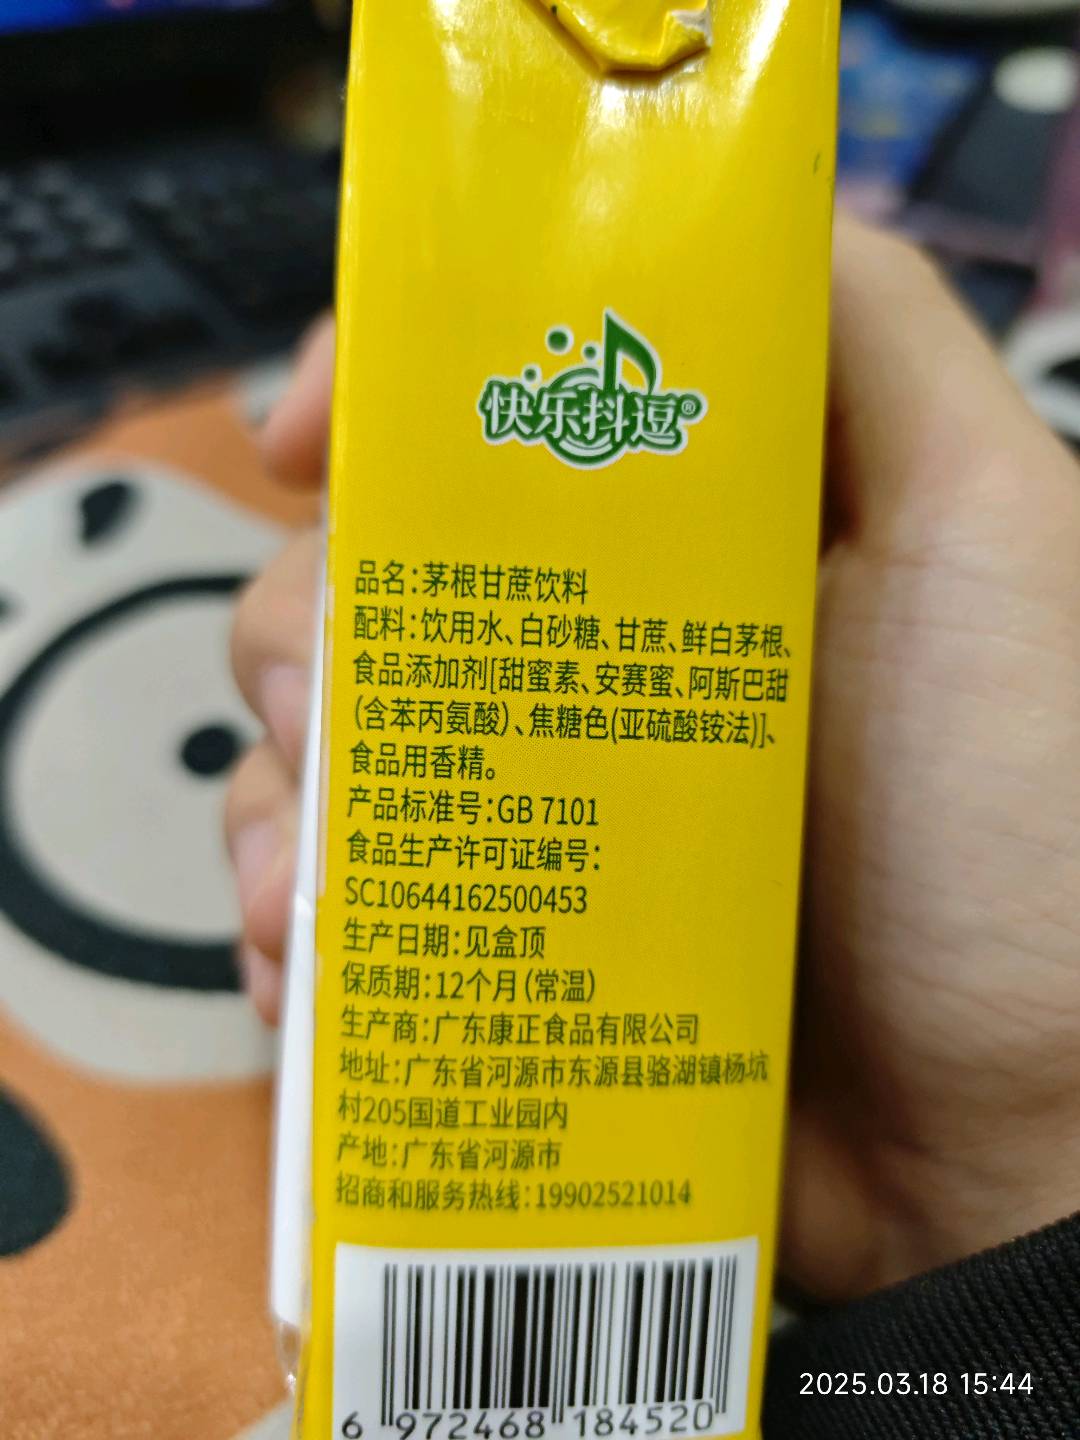 快乐抖逗®
品名：茅根甘蔗饮料
配料：饮用水、白砂糖、甘蔗、鲜白茅根、
食品添加剂[甜蜜素、安赛蜜、阿斯巴甜
(含苯丙氨酸)、焦糖色(亚硫酸铵法)]、
食品用香精。
产品标准号：GB 7101
食品生产许可证编号：
SC10644162500453
生产日期：见盒顶
保质期：12个月（常温）
生产商：广东康正食品有限公司
地址：广东省河源市东源县骆湖镇杨坑
村205国道工业园内
产地：广东省河源市
招商和服务热线：19902521014
6 972468 184520
2025.03.18 15:44